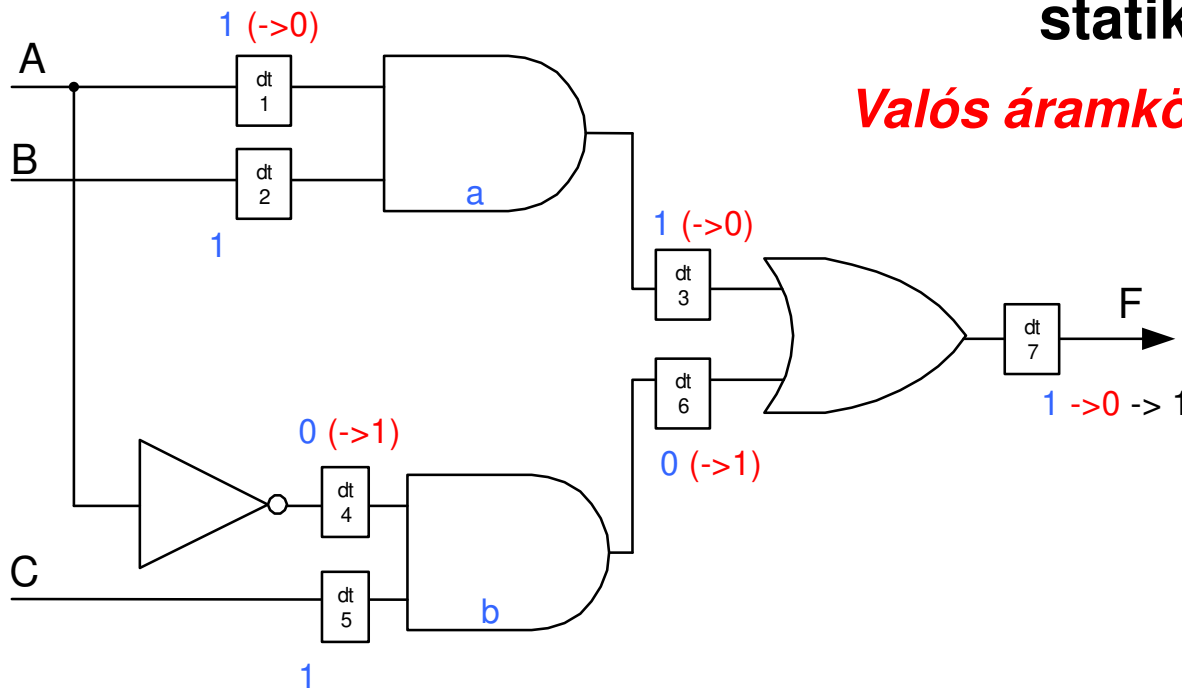 statik
Valós áramkö
1 (->0)
A
dt
1
B
dt
2
1
a
1 (->0)
dt
3
F
dt
7
1 ->0 -> 1
dt
6
0 (->1)
0 (->1)
dt
4
C
dt
5
b
1